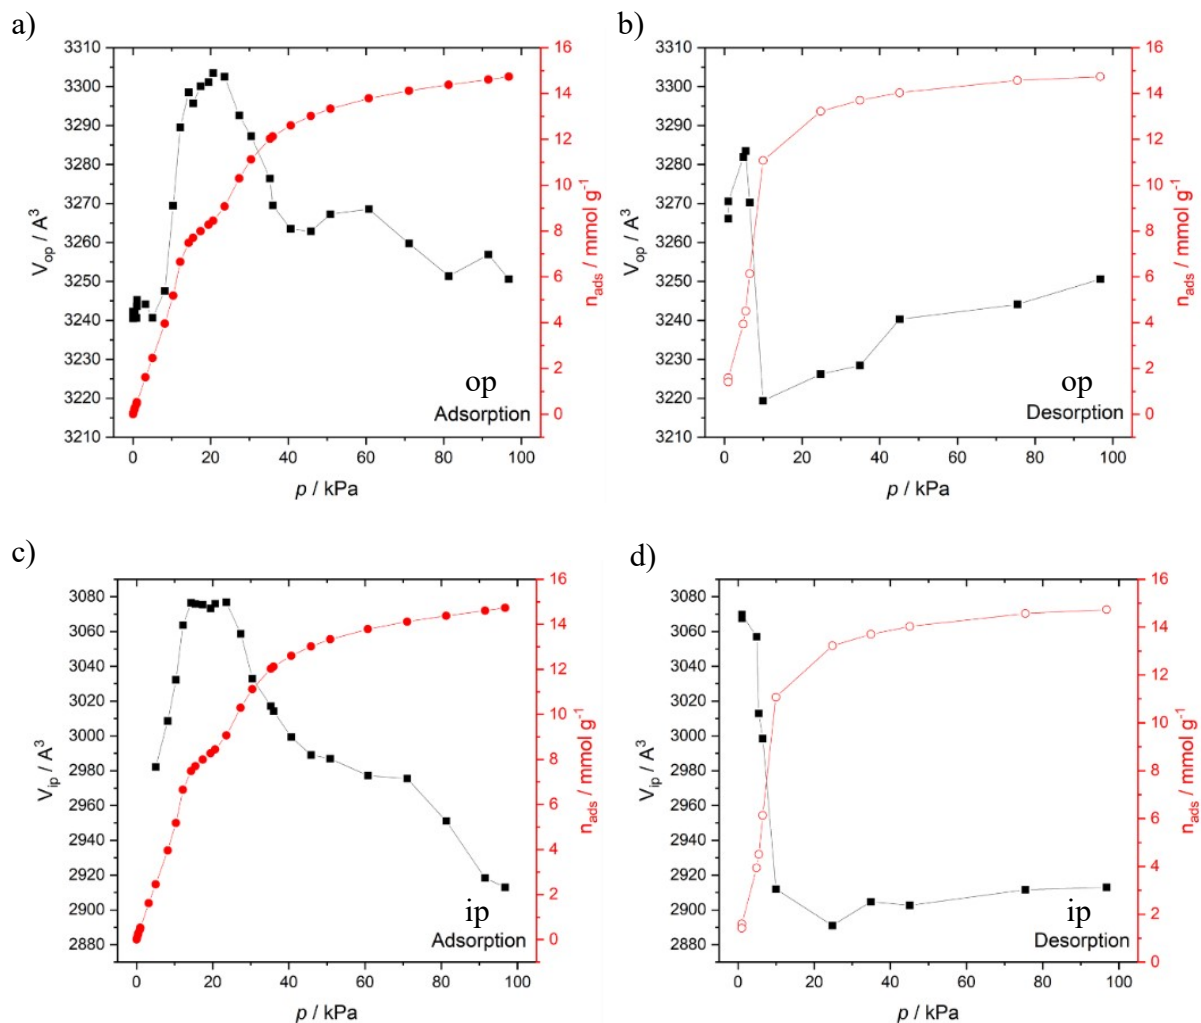 a)
3310
3300
3290
3280
3270
3260
3250
3240
3230
3220
3210
V_op / A^3
16
14
12
10
8
6
4
2
0
n_ads / mmol g^-1
op
Adsorption
0 20 40 60 80 100
p / kPa
b)
3310
3300
3290
3280
3270
3260
3250
3240
3230
3220
3210
V_op / A^3
16
14
12
10
8
6
4
2
0
n_ads / mmol g^-1
op
Desorption
0 20 40 60 80 100
p / kPa
c)
3080
3060
3040
3020
3000
2980
2960
2940
2920
2900
2880
V_ip / A^3
16
14
12
10
8
6
4
2
0
n_ads / mmol g^-1
ip
Adsorption
0 20 40 60 80 100
p / kPa
d)
3080
3060
3040
3020
3000
2980
2960
2940
2920
2900
2880
V_ip / A^3
16
14
12
10
8
6
4
2
0
n_ads / mmol g^-1
ip
Desorption
0 20 40 60 80 100
p / kPa